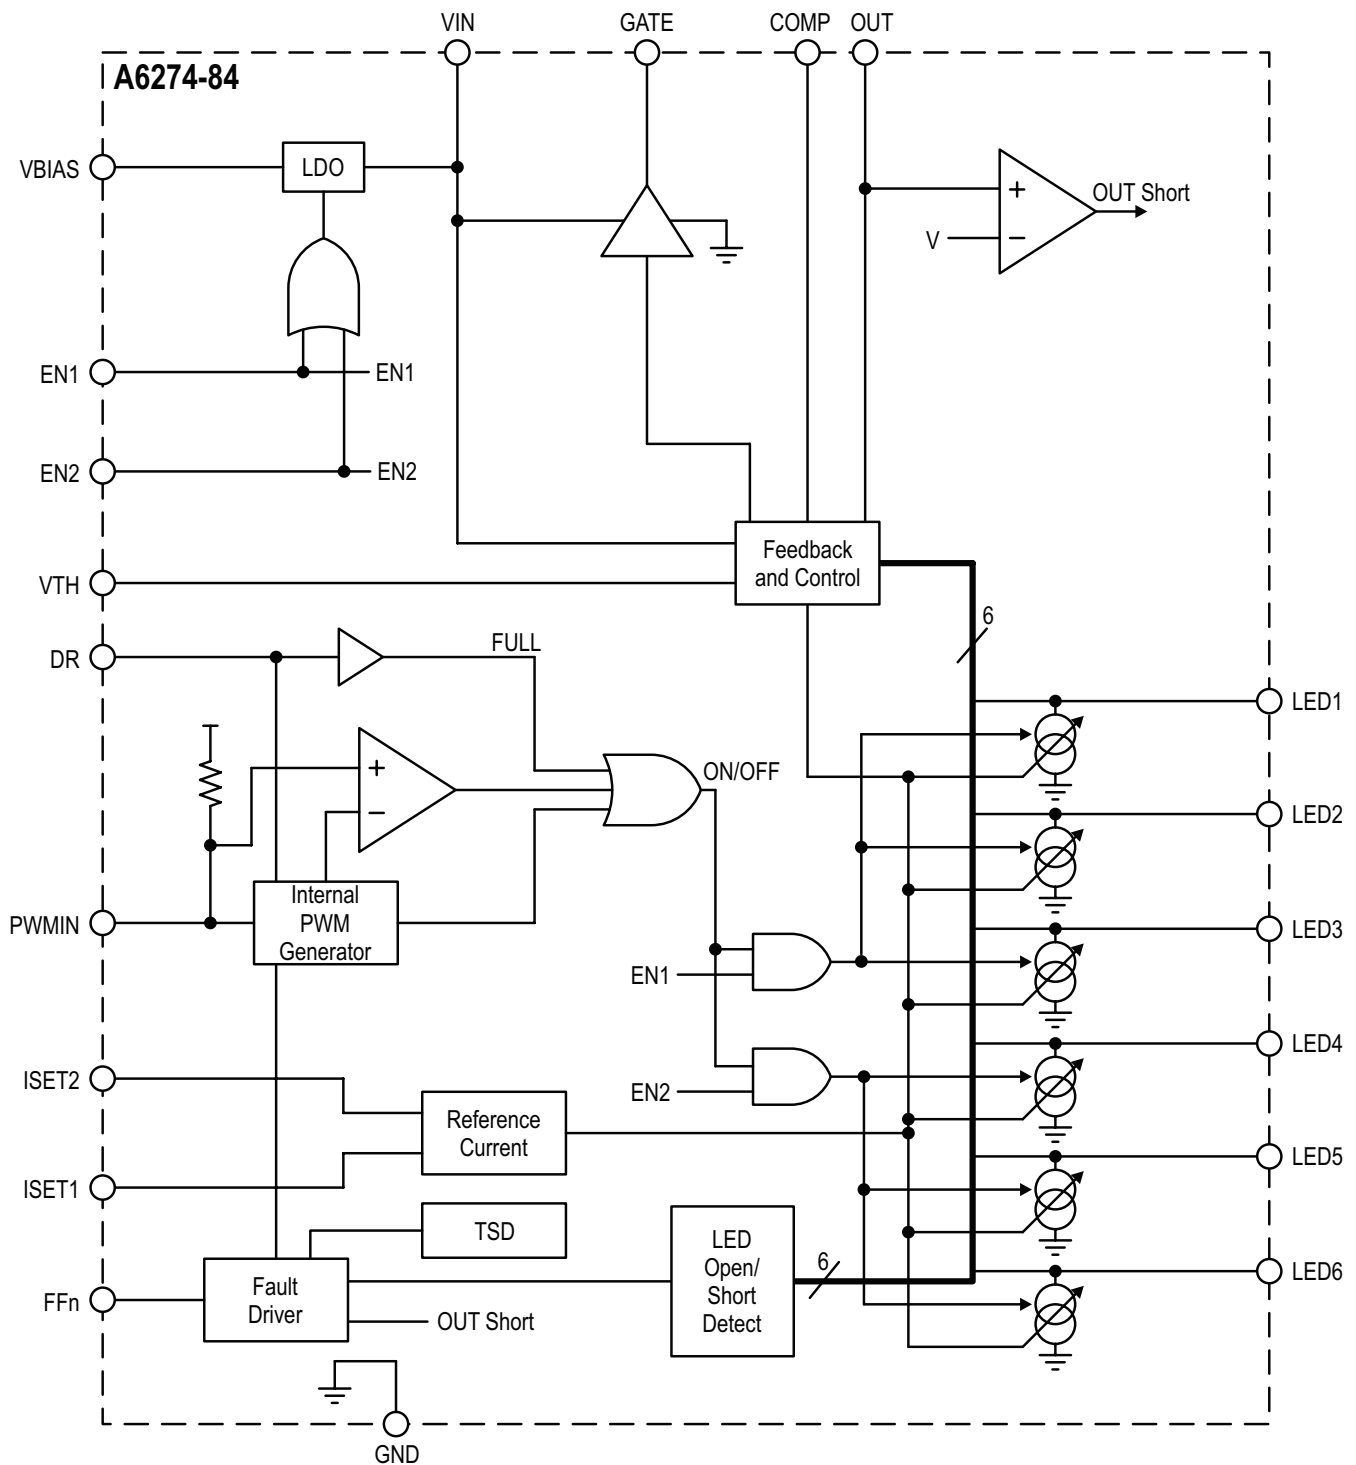 VIN
GATE
COMP
OUT
A6274-84
VBIAS
LDO
+
OUT Short
V
−
EN1
EN1
EN2
EN2
Feedback
and Control
VTH
6
DR
FULL
LED1
+
ON/OFF
−
LED2
Internal
PWM
Generator
PWMIN
LED3
EN1
LED4
ISET2
EN2
Reference
Current
LED5
ISET1
TSD
LED
Open/
Short
Detect
6
LED6
Fault
Driver
FFn
OUT Short
GND